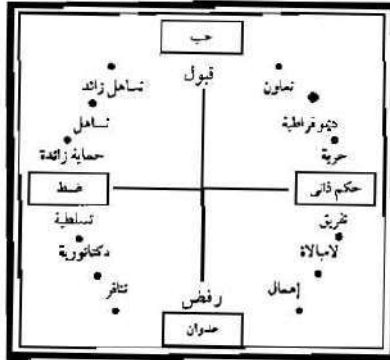 حب
قبول
تعاون
تساهل زائد
ديموقراطية
تساهل
حرية
حماية زائدة
حكم ذاتى
ضبط
تفريق
تسلطية
لامبالاة
دكتاتورية
إهمال
تنافر
رفض
عدوان